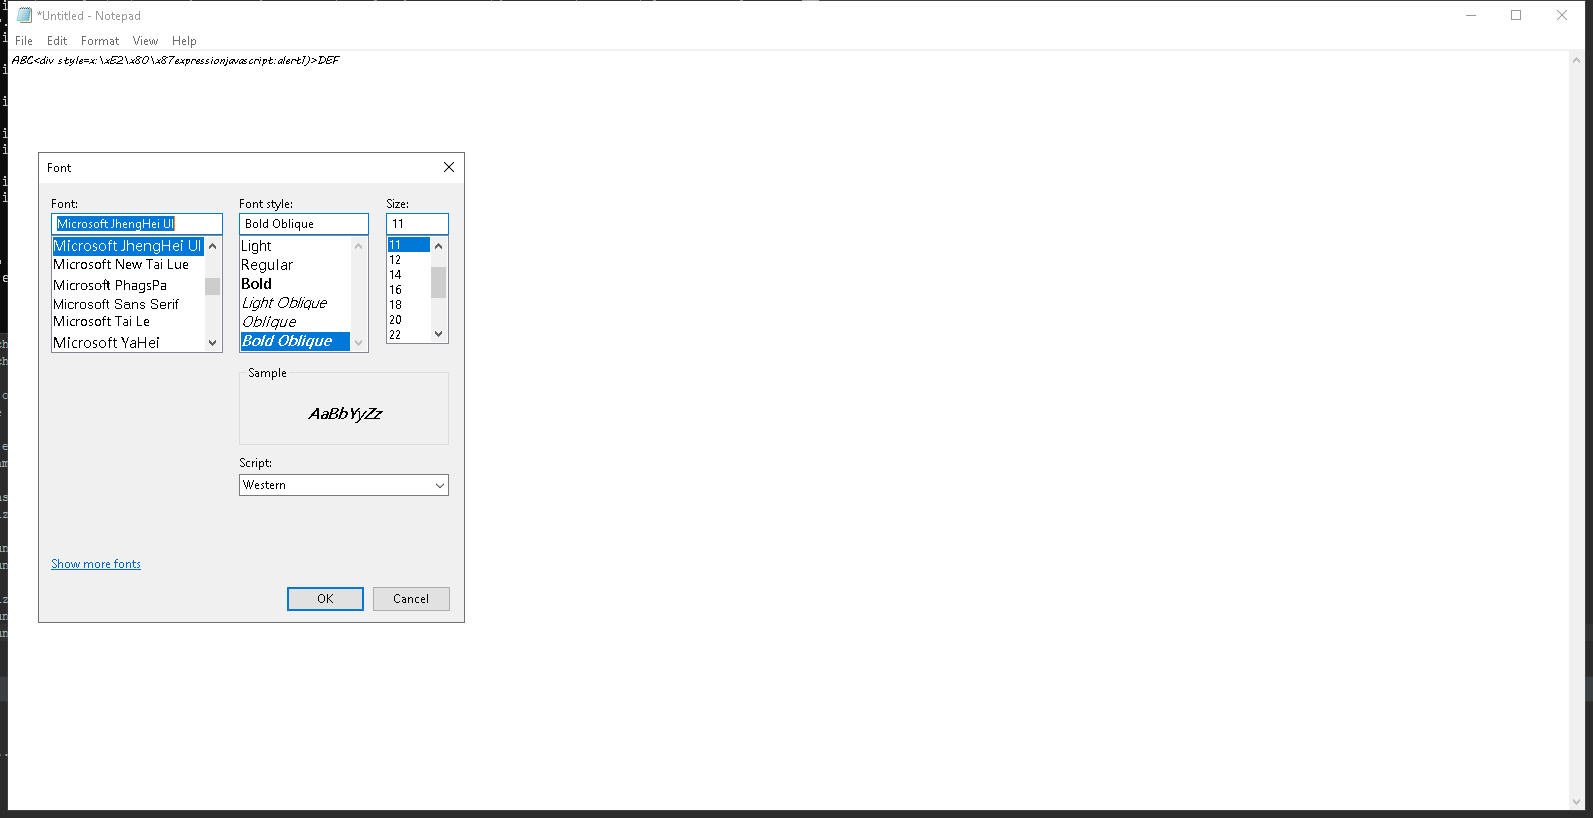 *Untitled - Notepad
File Edit Format View Help
ABC<div style=x:\xE2\x80\x87expressionjavascript:alert1)>DEF
Font
Font: Font style: Size:
Microsoft JhengHei UI Bold Oblique 11
Microsoft JhengHei UI Light 11
Microsoft New Tai Lue Regular 12
Microsoft PhagsPa Bold 14
Microsoft Sans Serif Light Oblique 16
Microsoft Tai Le Oblique 18
Microsoft YaHei Bold Oblique 20
22
Sample
AaBbYyZz
Script:
Western
Show more fonts
OK Cancel